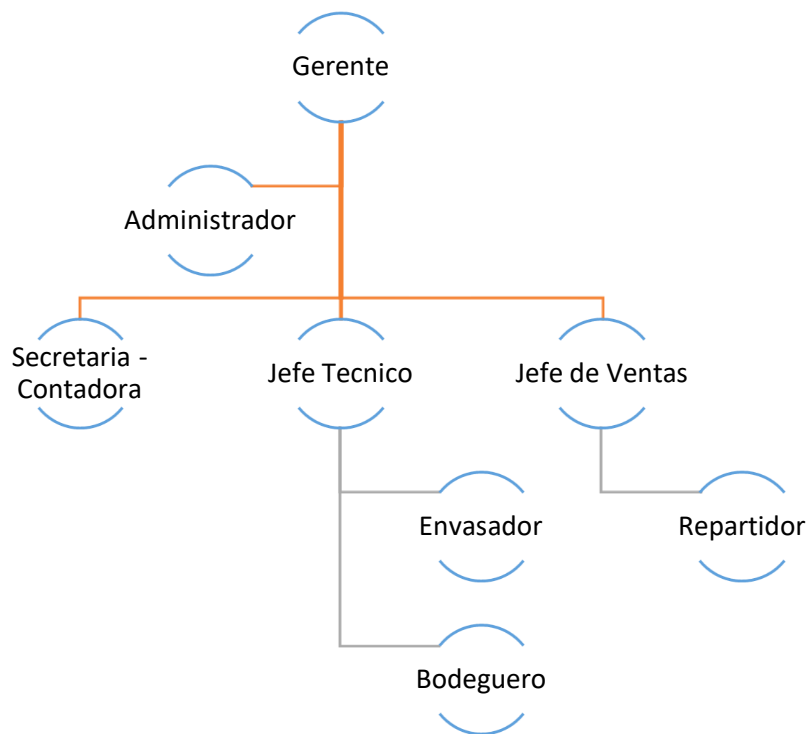 Gerente
Administrador
Secretaria -
Contadora
Jefe Tecnico
Jefe de Ventas
Envasador
Repartidor
Bodeguero